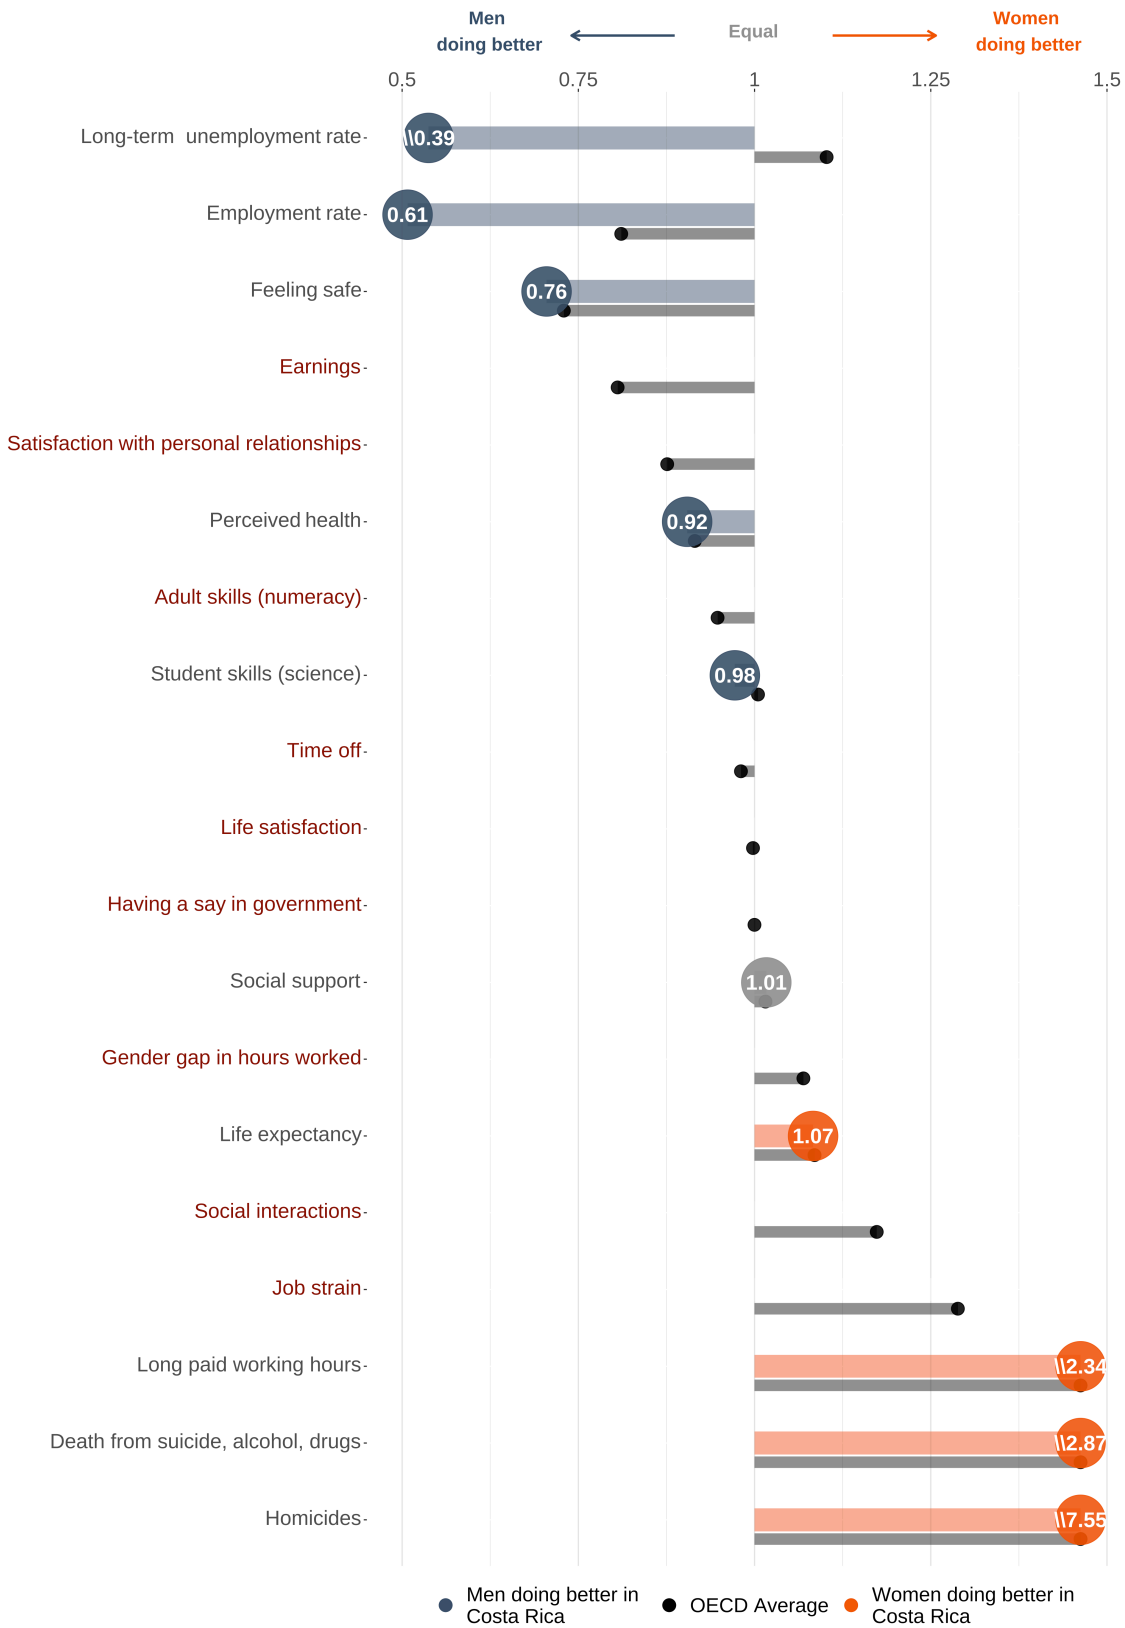 Men
doing better
Equal
Women
doing better
0.5 0.75 1 1.25 1.5
Long-term unemployment rate
\\0.39
Employment rate
0.61
Feeling safe
0.76
Earnings
Satisfaction with personal relationships
Perceived health
0.92
Adult skills (numeracy)
Student skills (science)
0.98
Time off
Life satisfaction
Having a say in government
Social support
1.01
Gender gap in hours worked
Life expectancy
1.07
Social interactions
Job strain
Long paid working hours
\\2.34
Death from suicide, alcohol, drugs
\\2.87
Homicides
\\7.55
Men doing better in
Costa Rica
OECD Average
Women doing better in
Costa Rica